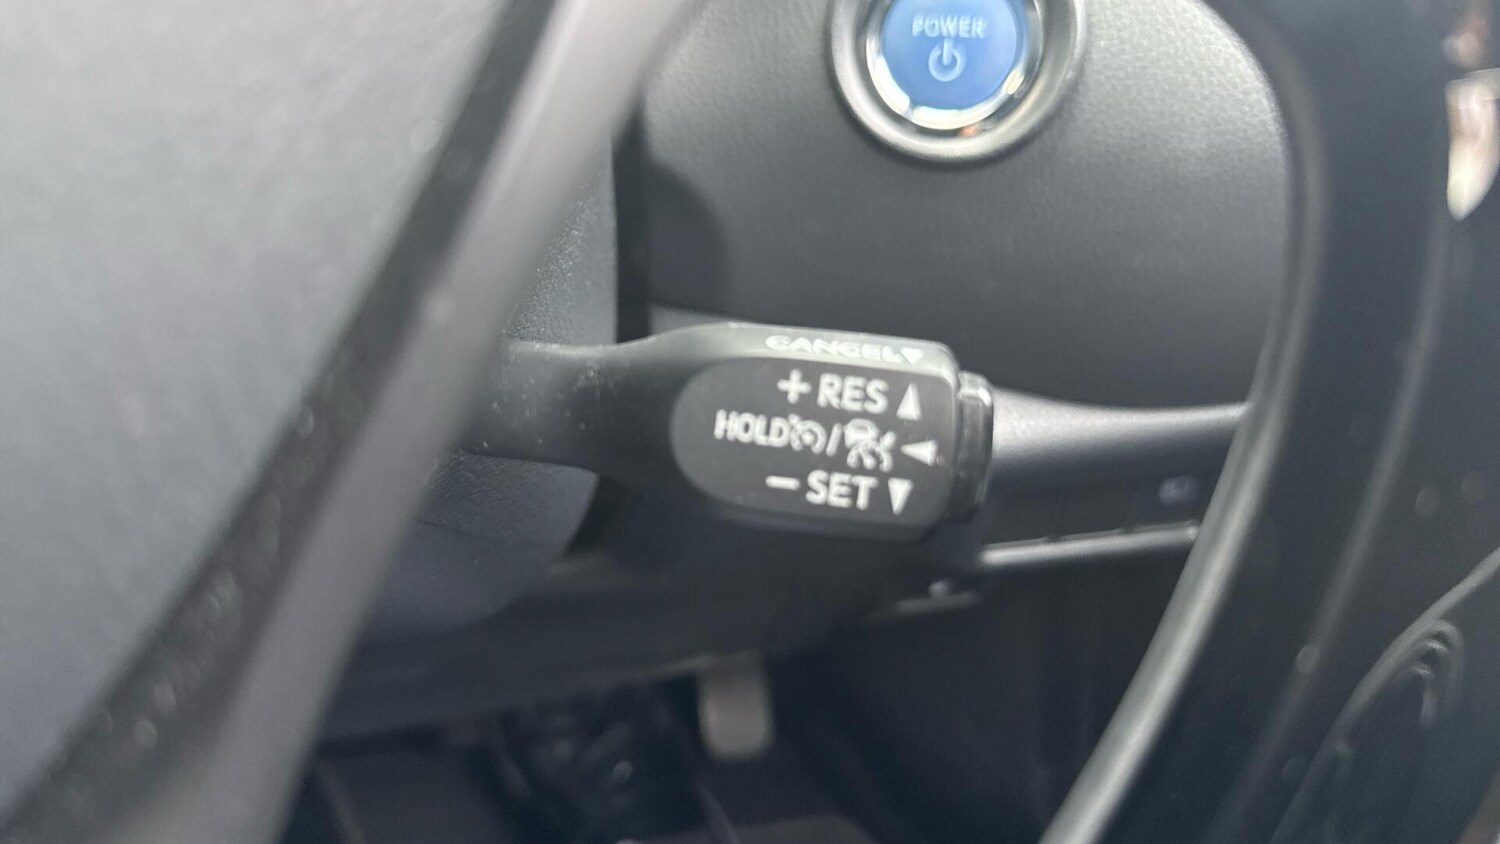 POWER
CANCEL
+ RES
HOLD /
− SET